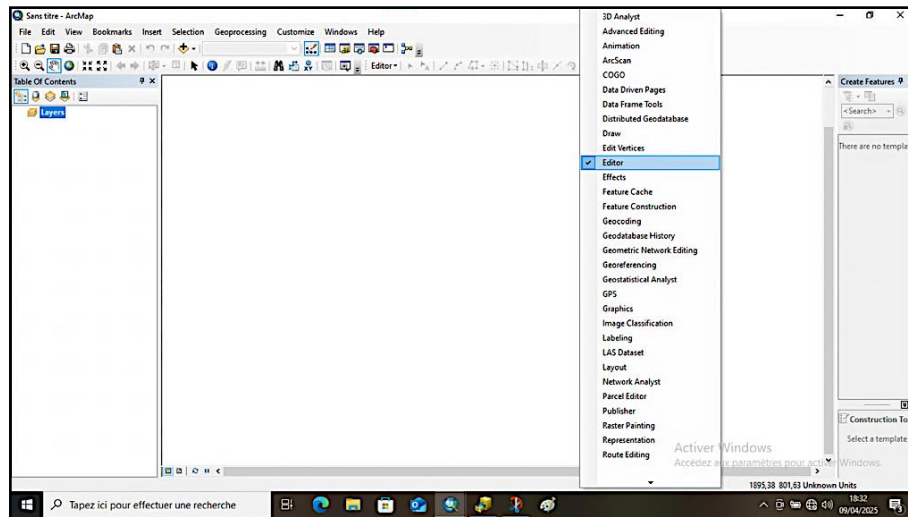 Sans titre - ArcMap
File Edit View Bookmarks Insert Selection Geoprocessing Customize Windows Help
Editor
Table Of Contents
Layers
3D Analyst
Advanced Editing
Animation
ArcScan
COGO
Data Driven Pages
Data Frame Tools
Distributed Geodatabase
Draw
Edit Vertices
Editor
Effects
Feature Cache
Feature Construction
Geocoding
Geodatabase History
Geometric Network Editing
Georeferencing
Geostatistical Analyst
GPS
Graphics
Image Classification
Labeling
LAS Dataset
Layout
Network Analyst
Parcel Editor
Publisher
Raster Painting
Representation
Route Editing
Create Features
<Search>
There are no templa
Construction To
Select a template
Activer Windows
Accédez aux paramètres pour activer Windows.
1895,38 801,63 Unknown Units
Tapez ici pour effectuer une recherche
18:32
09/04/2025